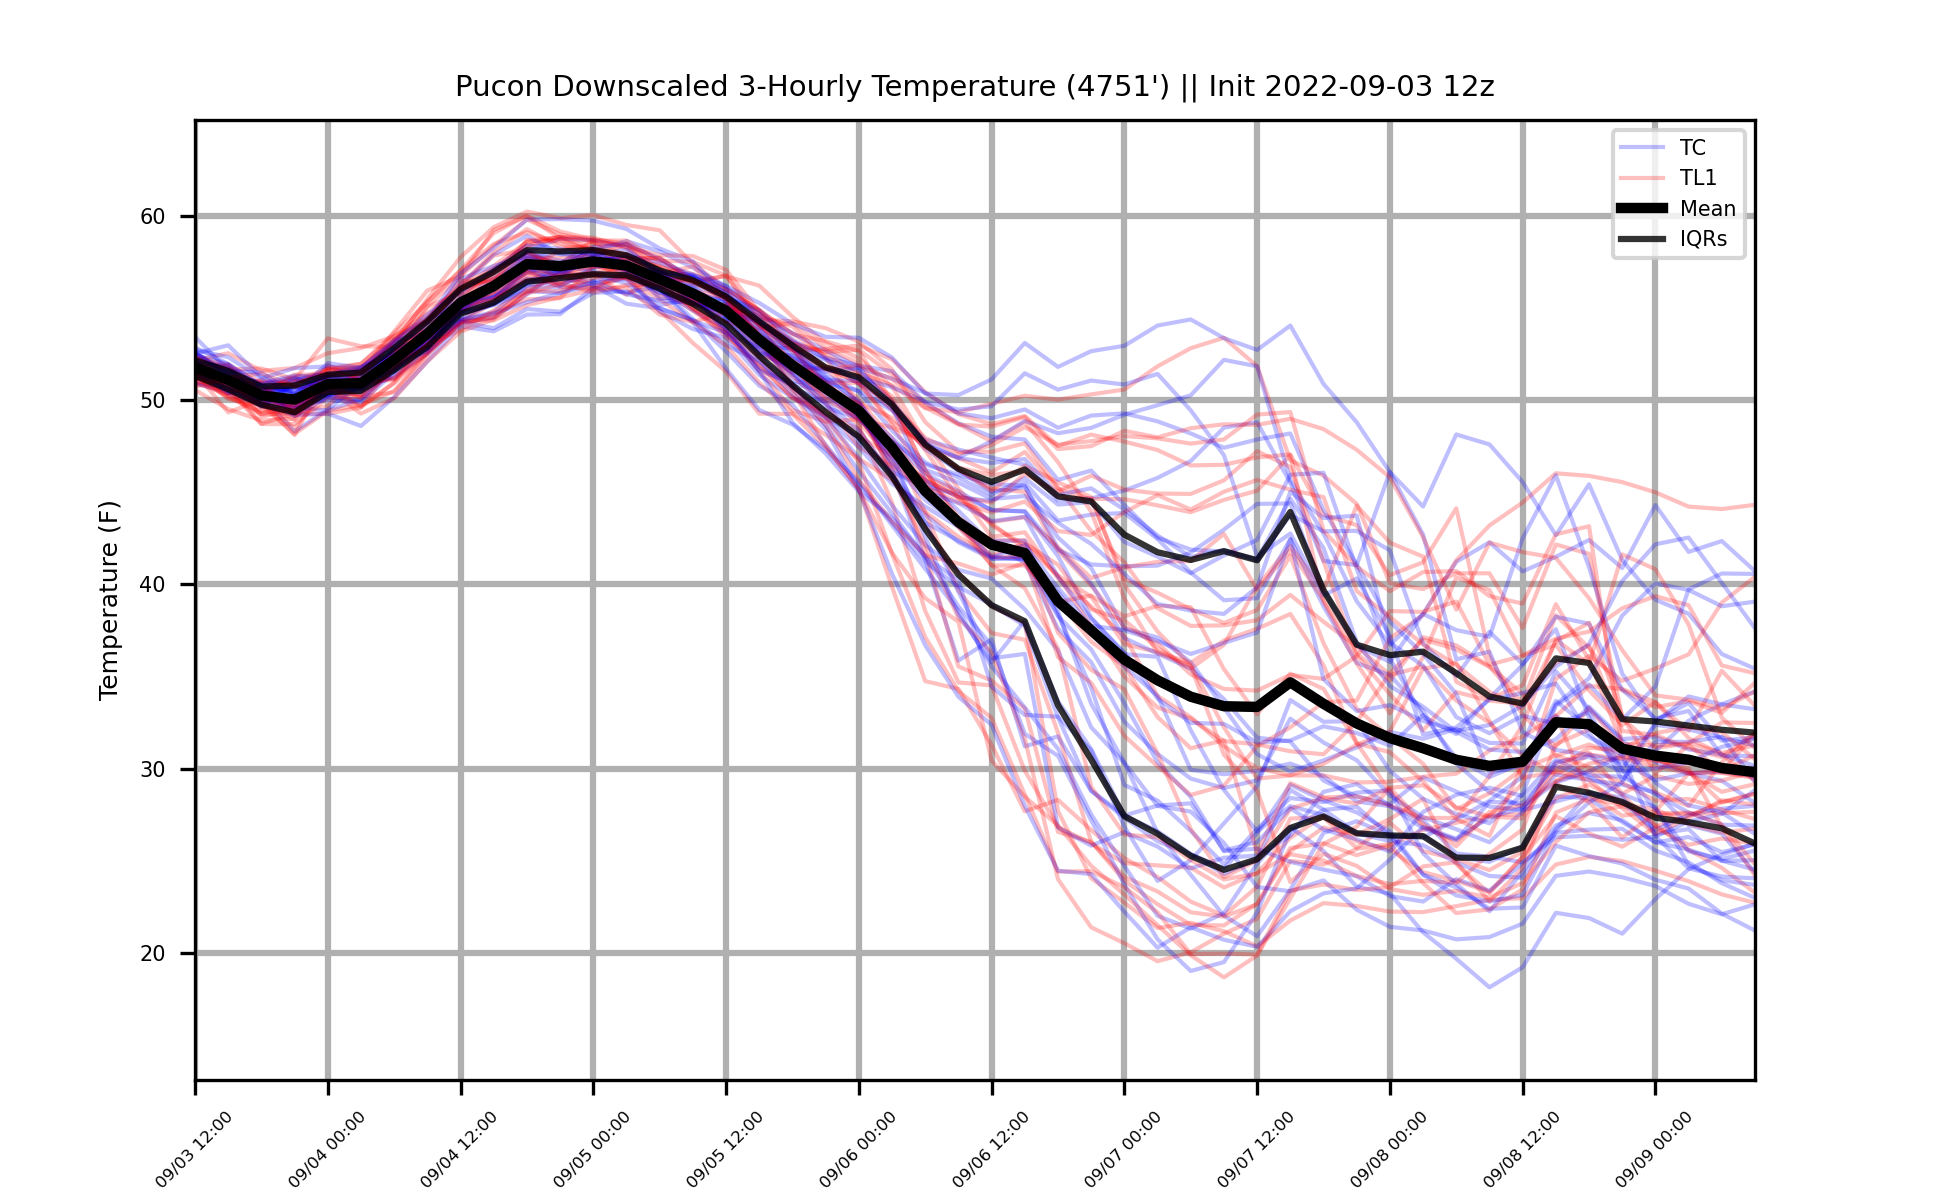 Pucon Downscaled 3-Hourly Temperature (4751') || Init 2022-09-03 12z
TC
TL1
Mean
IQRs
Temperature (F)
60
50
40
30
20
09/03 12:00
09/04 00:00
09/04 12:00
09/05 00:00
09/05 12:00
09/06 00:00
09/06 12:00
09/07 00:00
09/07 12:00
09/08 00:00
09/08 12:00
09/09 00:00